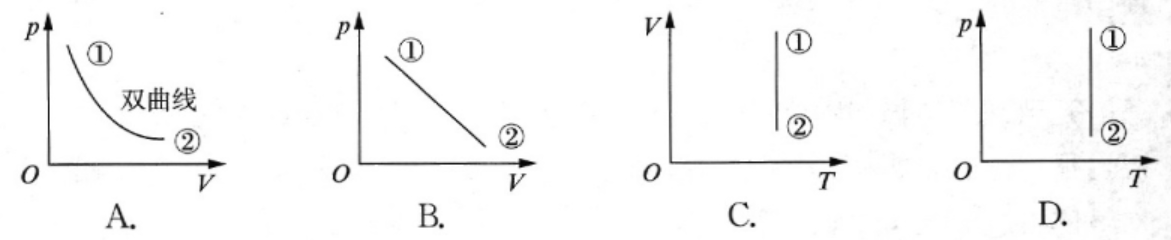 p ① 双曲线 ② O V
p ① ② O V
V ① ② O T
p ① ② O T
A. B. C. D.